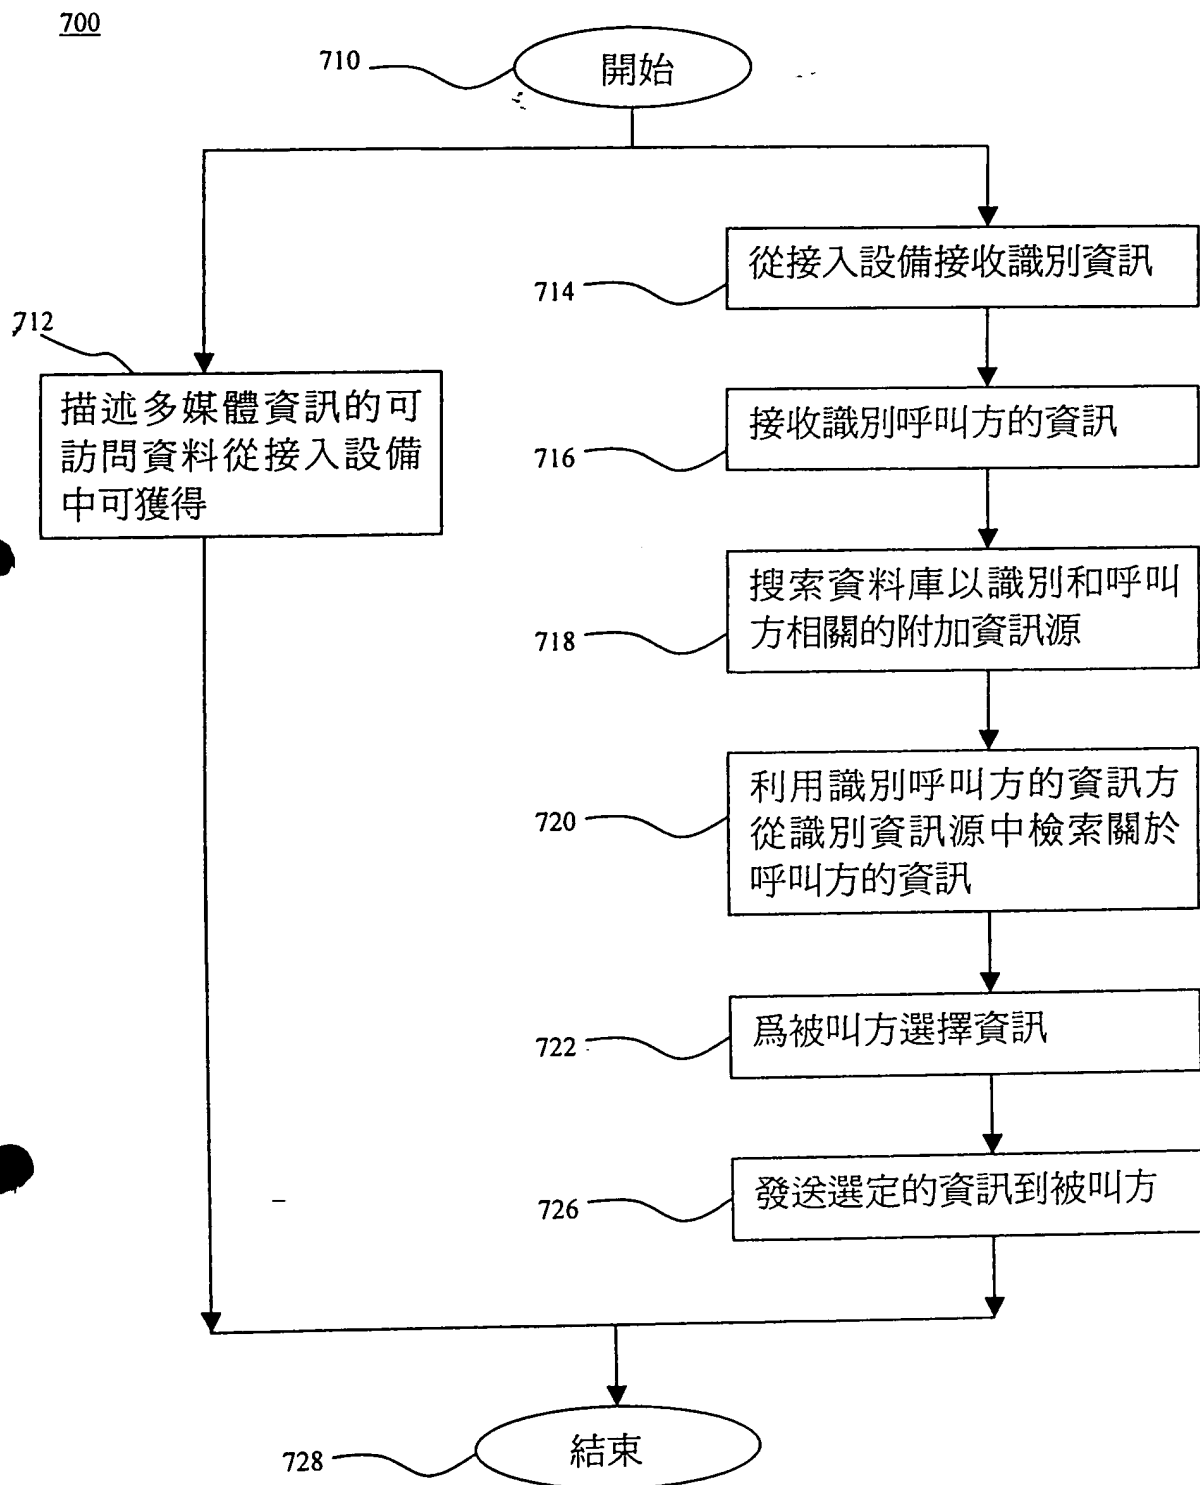 700
710
開始
714
從接入設備接收識別資訊
712
描述多媒體資訊的可
訪問資料從接入設備
中可獲得
716
接收識別呼叫方的資訊
718
搜索資料庫以識別和呼叫
方相關的附加資訊源
720
利用識別呼叫方的資訊方
從識別資訊源中檢索關於
呼叫方的資訊
722
爲被叫方選擇資訊
726
發送選定的資訊到被叫方
728
結束